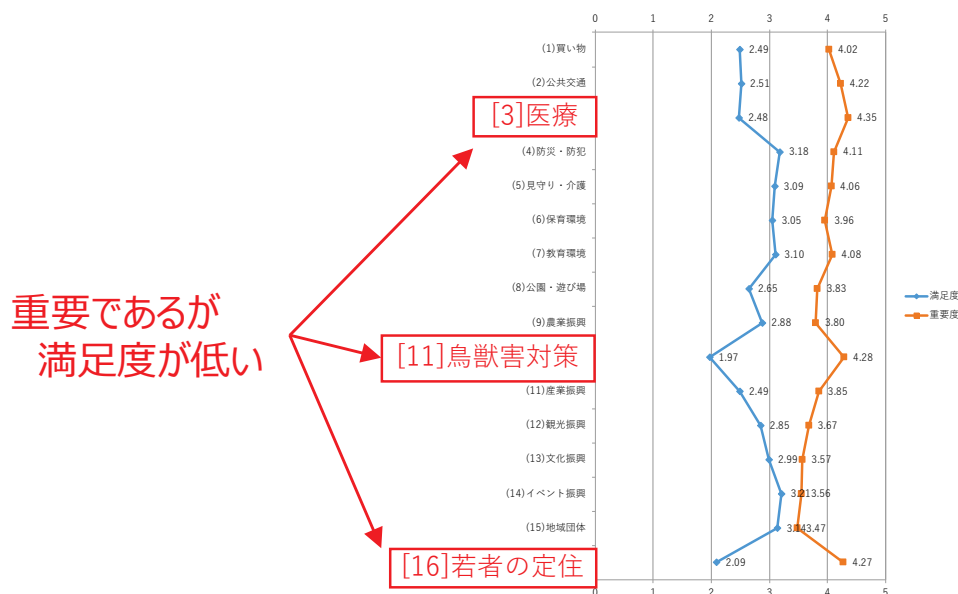 0 1 2 3 4 5
(1)買い物 2.49 4.02
(2)公共交通 2.51 4.22
[3]医療 2.48 4.35
(4)防災・防犯 3.18 4.11
(5)見守り・介護 3.09 4.06
(6)保育環境 3.05 3.96
(7)教育環境 3.10 4.08
(8)公園・遊び場 2.65 3.83
(9)農業振興 2.88 3.80
[11]鳥獣害対策 1.97 4.28
(11)産業振興 2.49 3.85
(12)観光振興 2.85 3.67
(13)文化振興 2.99 3.57
(14)イベント振興 3.21 3.56
(15)地域団体 3.14 3.47
[16]若者の定住 2.09 4.27
0 1 2 3 4 5
重要であるが
満足度が低い
満足度
重要度